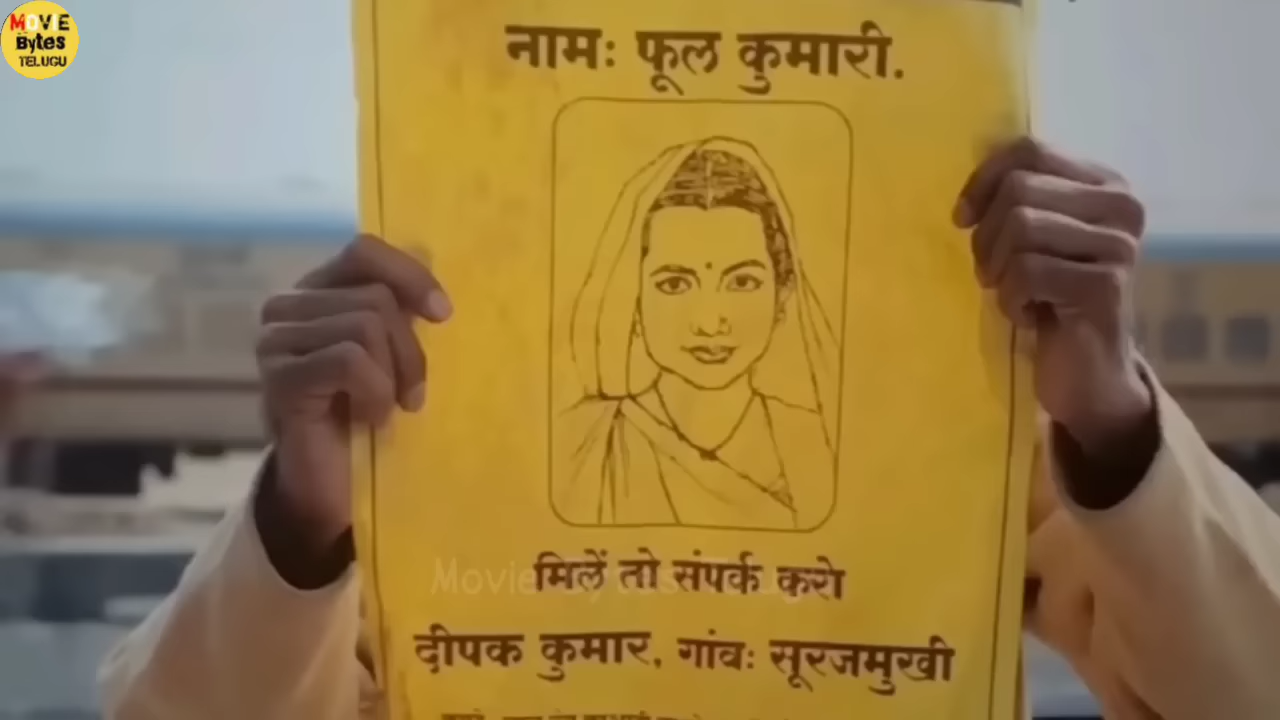 MOVIE
Bytes
TELUGU
नामः फूल कुमारी.
मिलें तो संपर्क करो
दीपक कुमार, गांवः सूरजमुखी